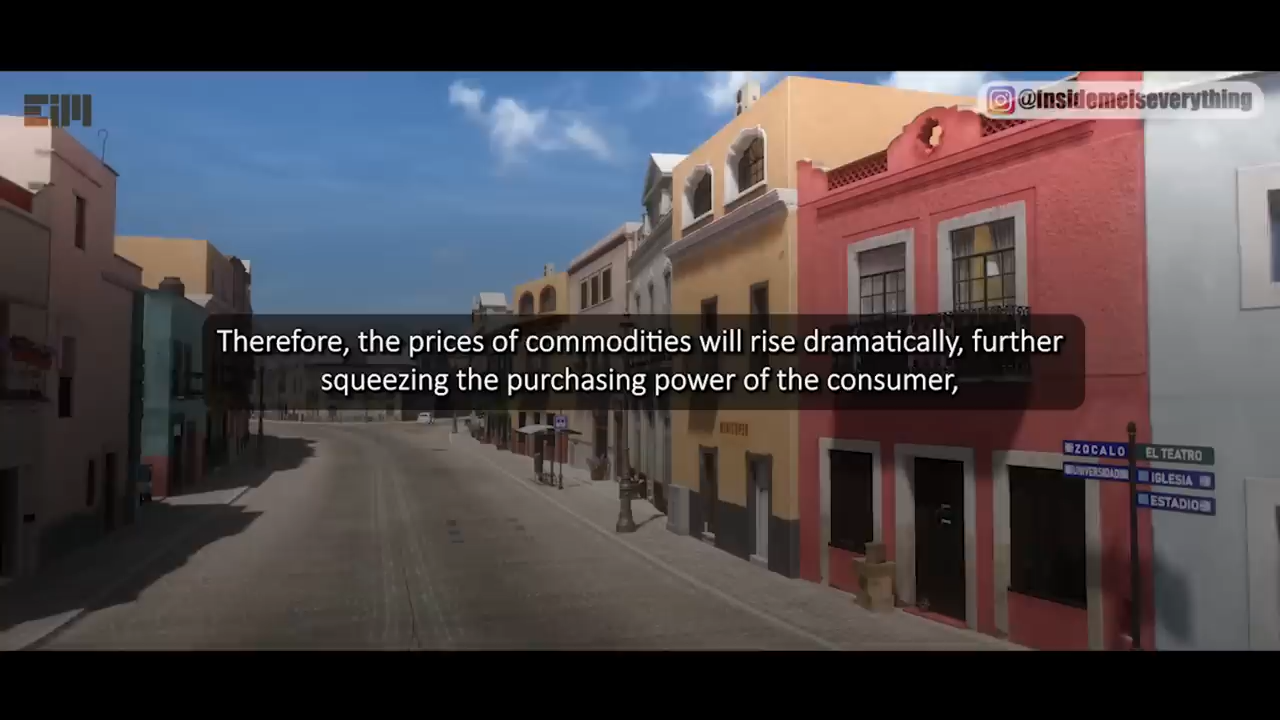 EiM
@insidemeiseverything
Therefore, the prices of commodities will rise dramatically, further
squeezing the purchasing power of the consumer,
ZOCALO
EL TEATRO
UNIVERSIDAD
IGLESIA
ESTADIO